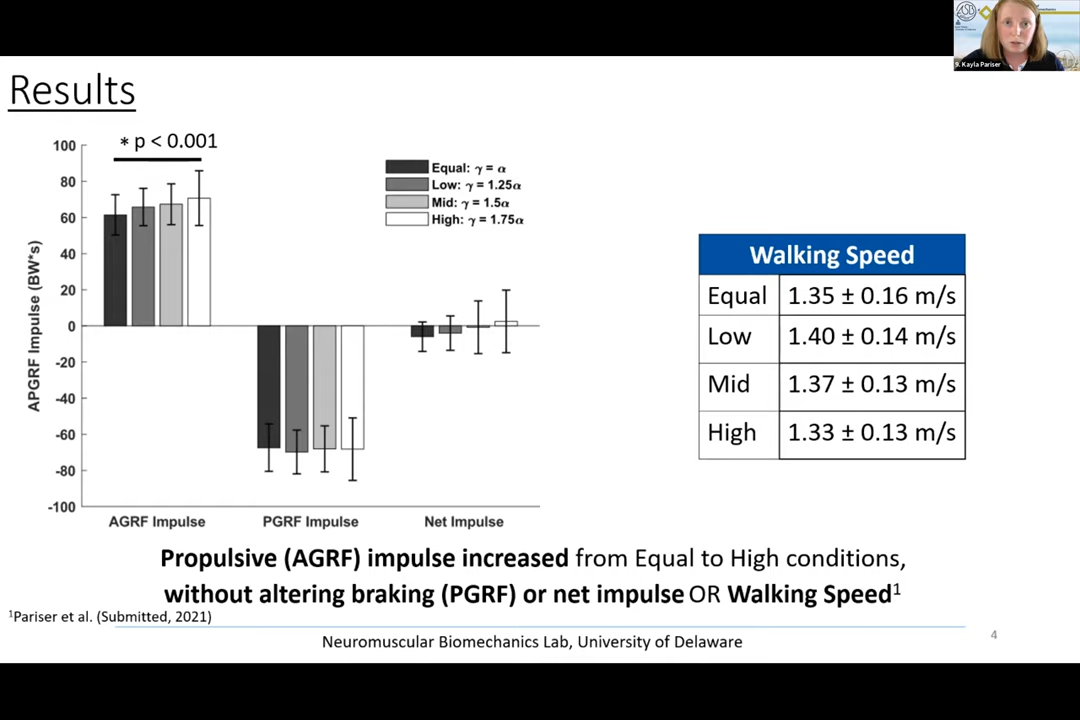 9. Kayla Pariser
Results
* p < 0.001
100
80
60
40
20
0
-20
-40
-60
-80
-100
APGRF Impulse (BW*s)
Equal: γ = α
Low: γ = 1.25α
Mid: γ = 1.5α
High: γ = 1.75α
AGRF Impulse
PGRF Impulse
Net Impulse
Walking Speed
Equal 1.35 ± 0.16 m/s
Low 1.40 ± 0.14 m/s
Mid 1.37 ± 0.13 m/s
High 1.33 ± 0.13 m/s
Propulsive (AGRF) impulse increased from Equal to High conditions,
without altering braking (PGRF) or net impulse OR Walking Speed1
1Pariser et al. (Submitted, 2021)
Neuromuscular Biomechanics Lab, University of Delaware
4